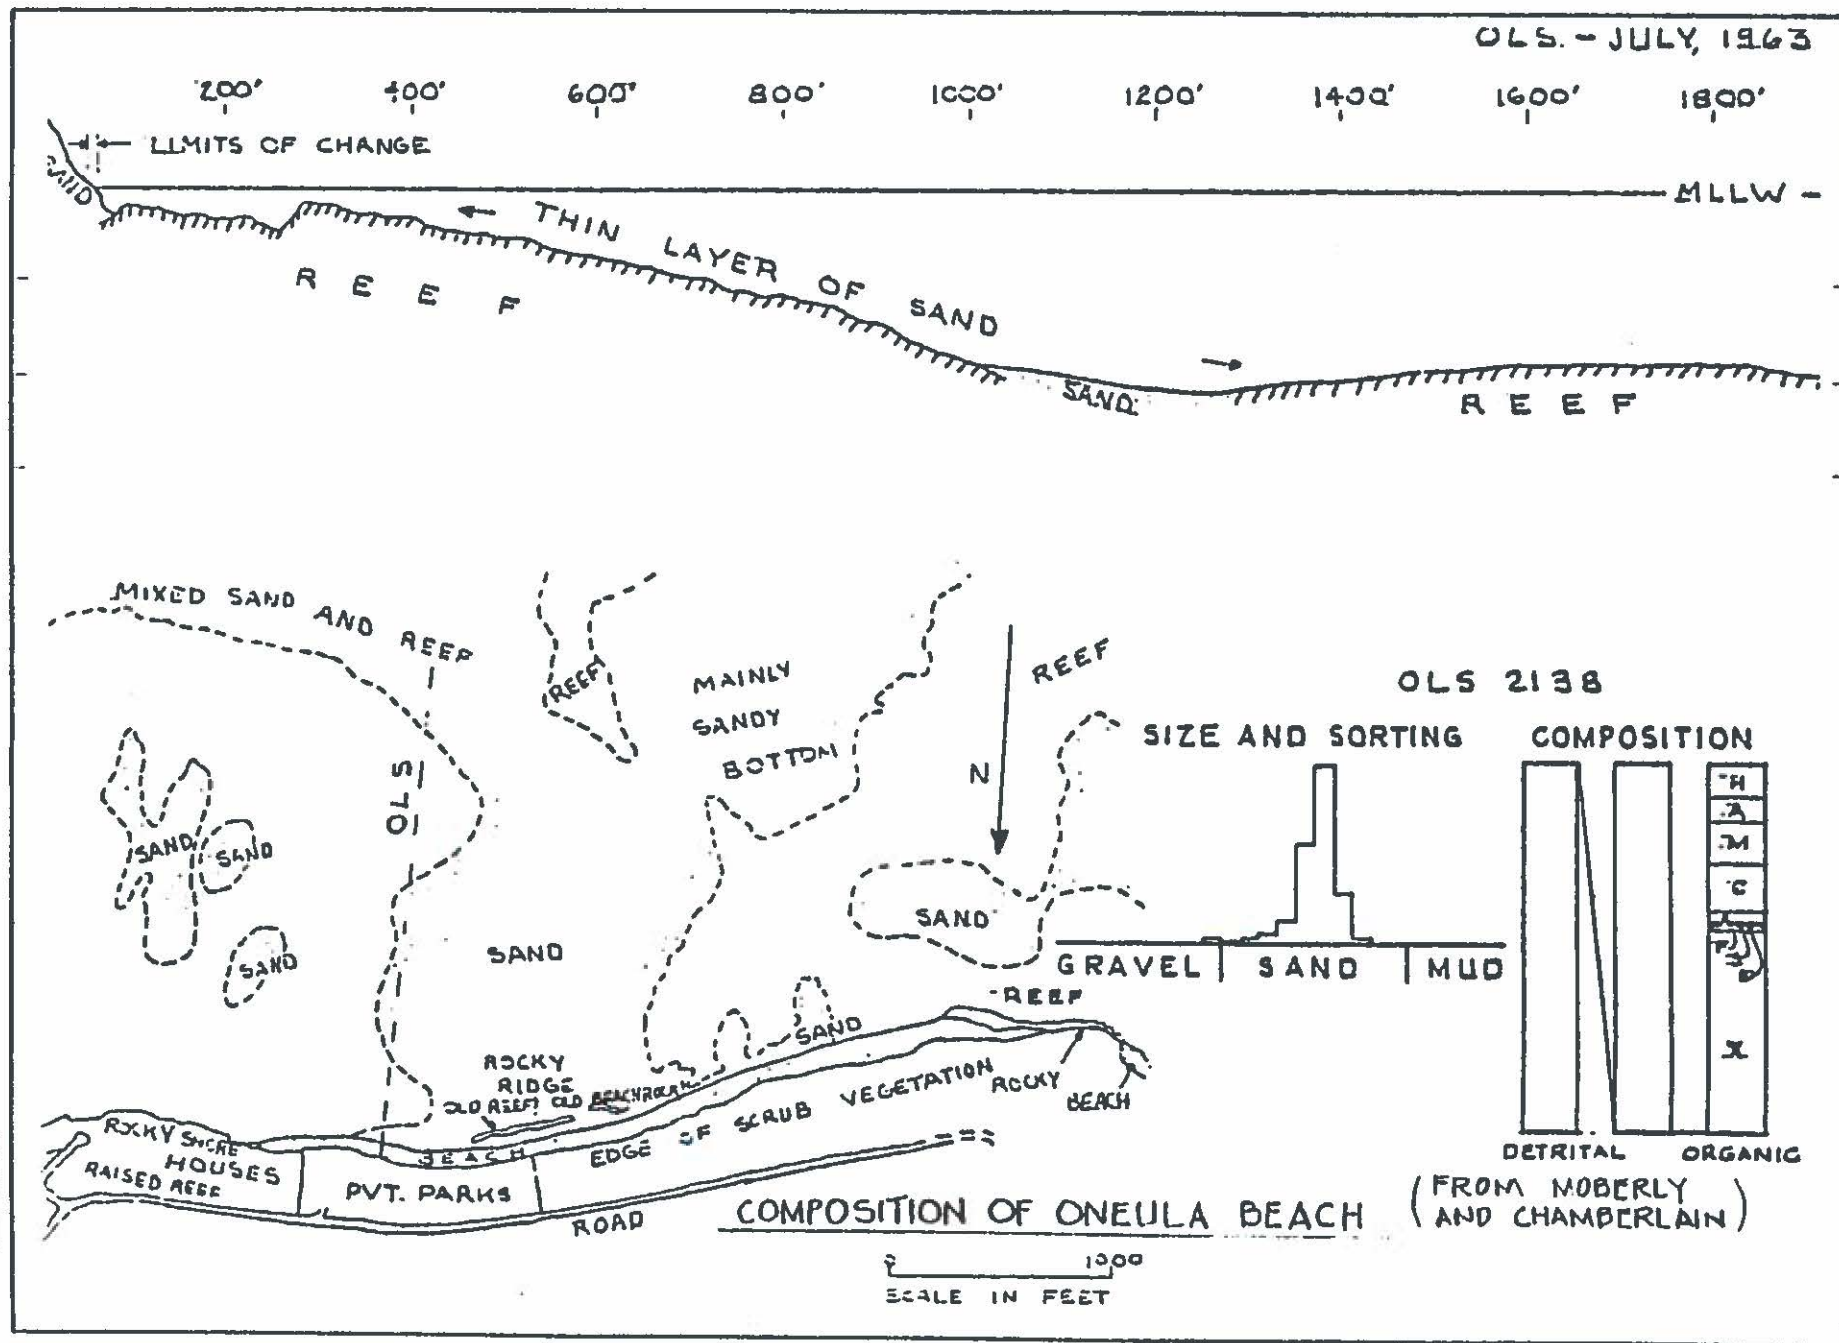 OLS. - JULY, 1963
200' 400' 600' 800' 1000' 1200' 1400' 1600' 1800'
LIMITS OF CHANGE
SAND
MLLW
THIN LAYER OF SAND
REEF
SAND
REEF
MIXED SAND AND REEF
REEF
MAINLY
SANDY
BOTTOM
REEF
N
OLS
SAND
SAND
SAND
SAND
SAND
REEF
SAND
ROCKY
RIDGE
OLD REEF? OLD BEACHROCK
ROCKY
BEACH
ROCKY SHORE
HOUSES
RAISED REEF
BEACH
PVT. PARKS
EDGE OF SCRUB VEGETATION
ROAD
OLS 2138
SIZE AND SORTING
GRAVEL SAND MUD
COMPOSITION
H
A
M
C
F
X
DETRITAL ORGANIC
(FROM MOBERLY
AND CHAMBERLAIN)
COMPOSITION OF ONEULA BEACH
1000
SCALE IN FEET